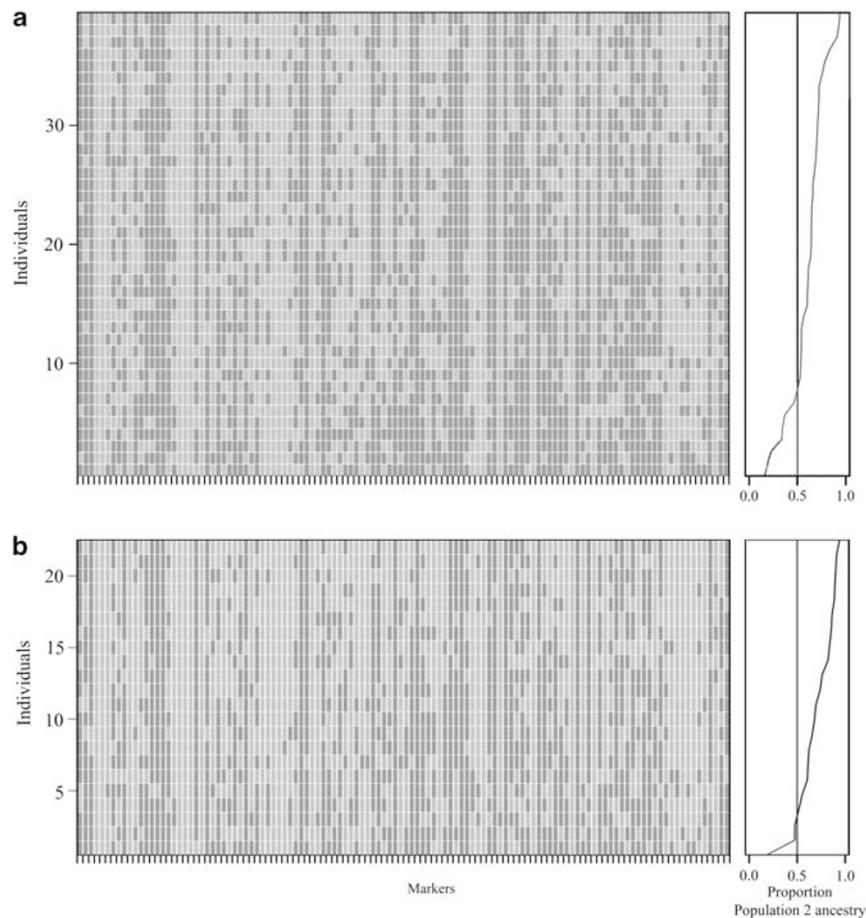 a
Individuals
30
20
10
0.0 0.5 1.0
b
Individuals
20
15
10
5
0.0 0.5 1.0
Markers
Proportion
Population 2 ancestry